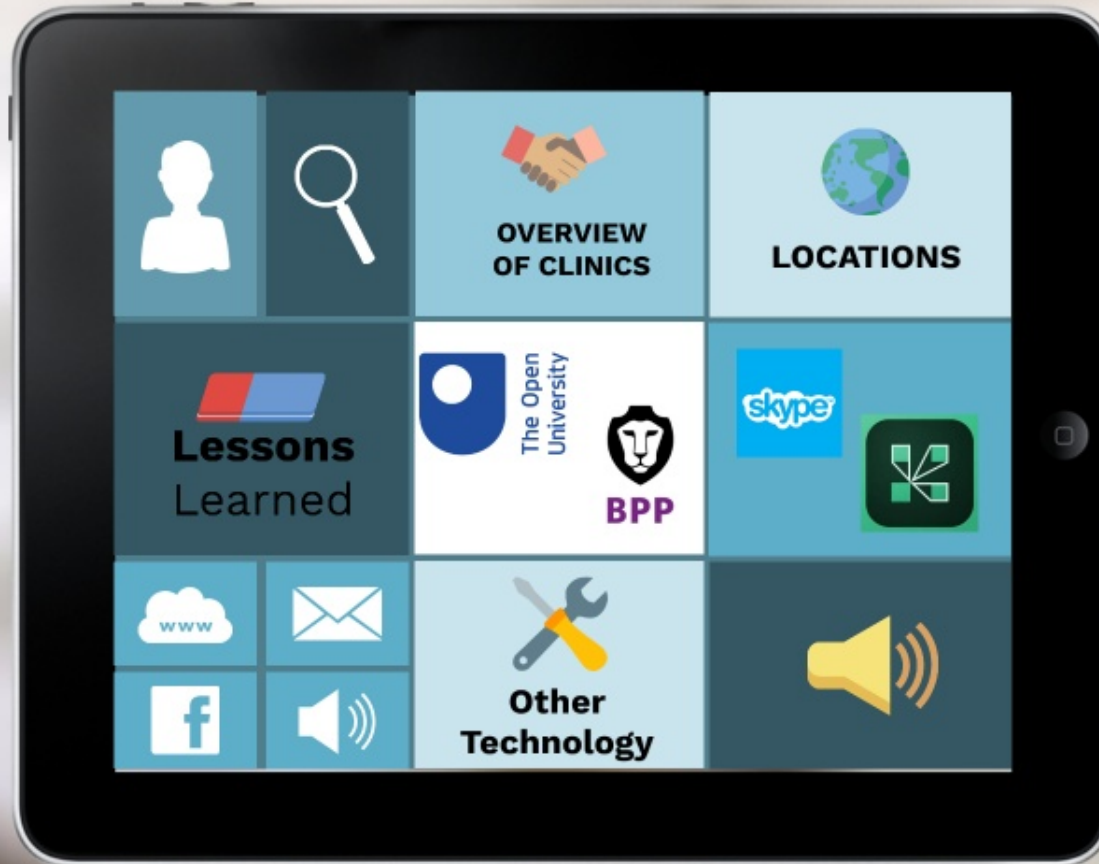 OVERVIEW
OF CLINICS
LOCATIONS
Lessons
Learned
The Open
University
BPP
skype
www
f
Other
Technology